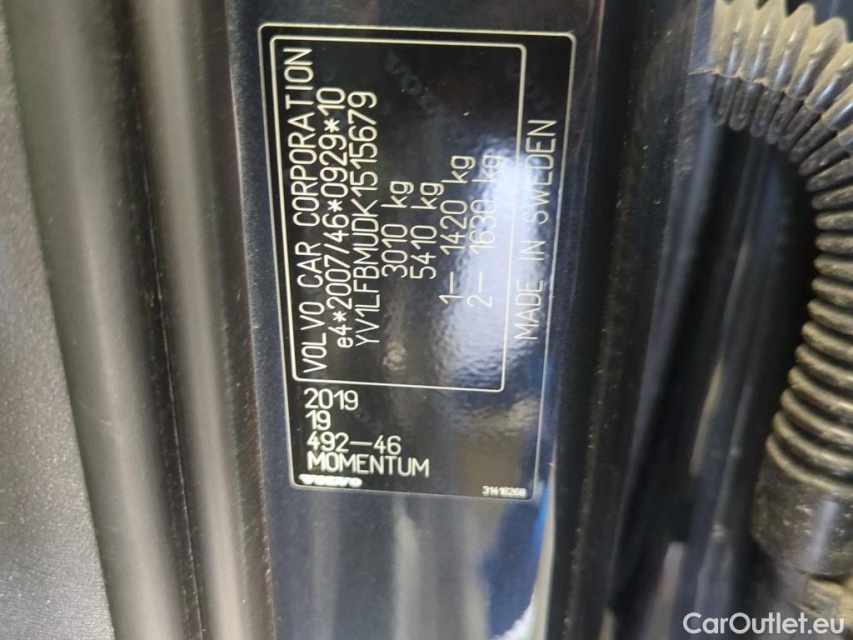 VOLVO CAR CORPORATION
e4*2007/46*0929*10
YV1LFBMUDK1515679
3010 kg
5410 kg
1- 1420 kg
2- 1630 kg
MADE IN SWEDEN
2019
19
492-46
MOMENTUM
VOLVO
31416268
CarOutlet.eu